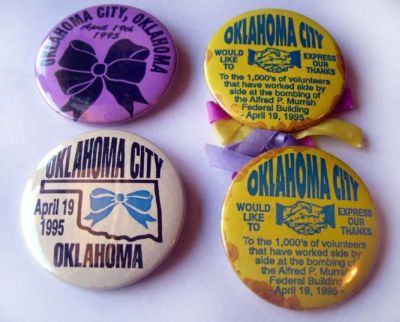 OKLAHOMA CITY, OKLAHOMA
April 19th
1995
OKLAHOMA CITY
WOULD LIKE TO
EXPRESS OUR THANKS
To the 1,000's of volunteers
that have worked side by
side at the bombing of
the Alfred P. Murrah
Federal Building
- April 19, 1995 -
OKLAHOMA CITY
April 19
1995
OKLAHOMA
OKLAHOMA CITY
WOULD LIKE TO
EXPRESS OUR THANKS
To the 1,000's of volunteers
that have worked side by
side at the bombing of
the Alfred P. Murrah
Federal Building
- April 19, 1995 -